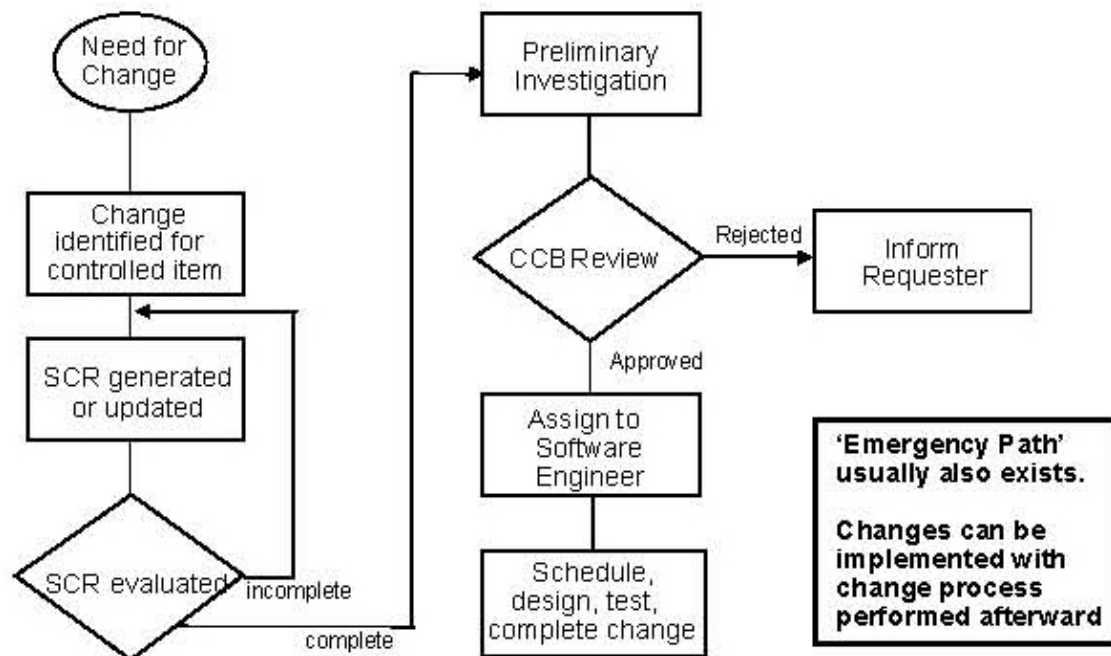 Need for
Change
Change
identified for
controlled item
SCR generated
or updated
SCR evaluated
incomplete
complete
Preliminary
Investigation
CCB Review
Rejected
Inform
Requester
Approved
Assign to
Software
Engineer
Schedule,
design, test,
complete change
‘Emergency Path’
usually also exists.
Changes can be
implemented with
change process
performed afterward